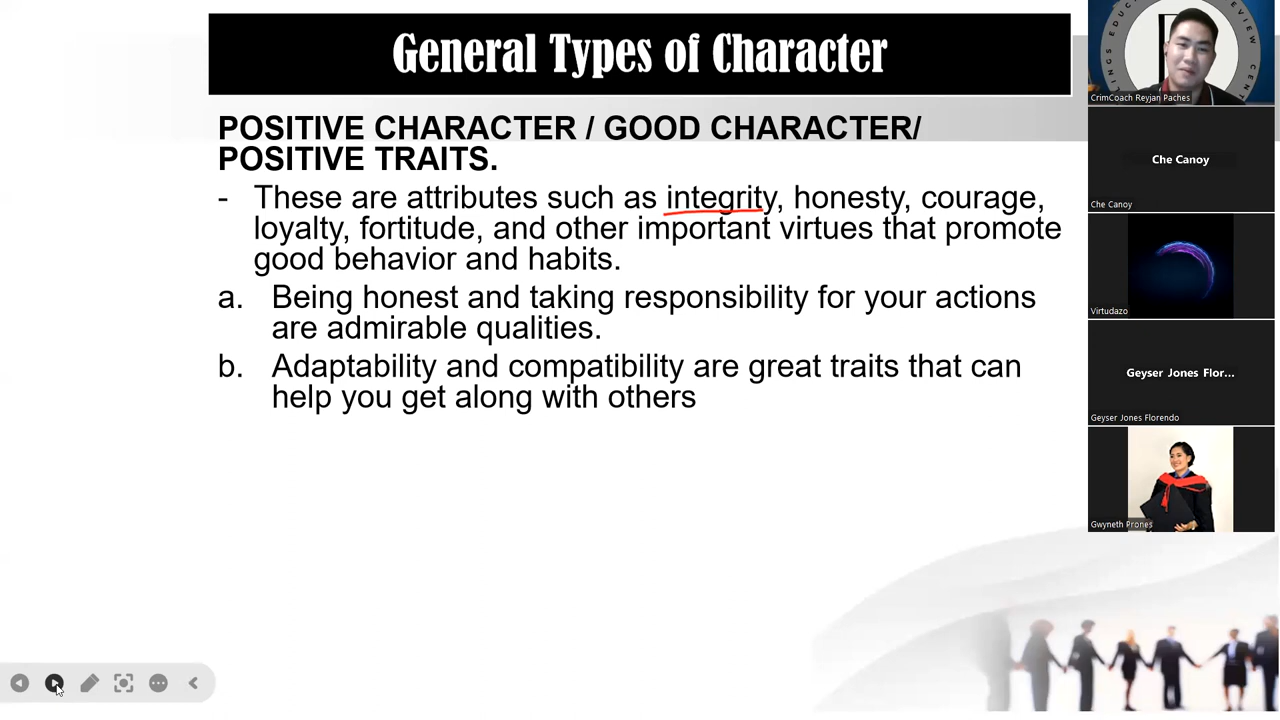 General Types of Character
POSITIVE CHARACTER / GOOD CHARACTER/
POSITIVE TRAITS.
- These are attributes such as integrity, honesty, courage,
loyalty, fortitude, and other important virtues that promote
good behavior and habits.
a. Being honest and taking responsibility for your actions
are admirable qualities.
b. Adaptability and compatibility are great traits that can
help you get along with others
CrimCoach Reyjan Paches
Che Canoy
Che Canoy
Virtudazo
Geyser Jones Flor...
Geyser Jones Florendo
Gwyneth Prones